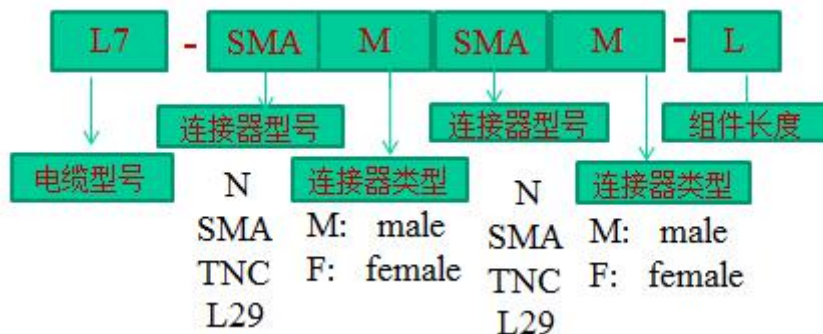 L7 - SMA M SMA M - L
连接器型号 连接器型号 组件长度
电缆型号 连接器类型 连接器类型
N N
SMA M: male SMA M: male
TNC F: female TNC F: female
L29 L29